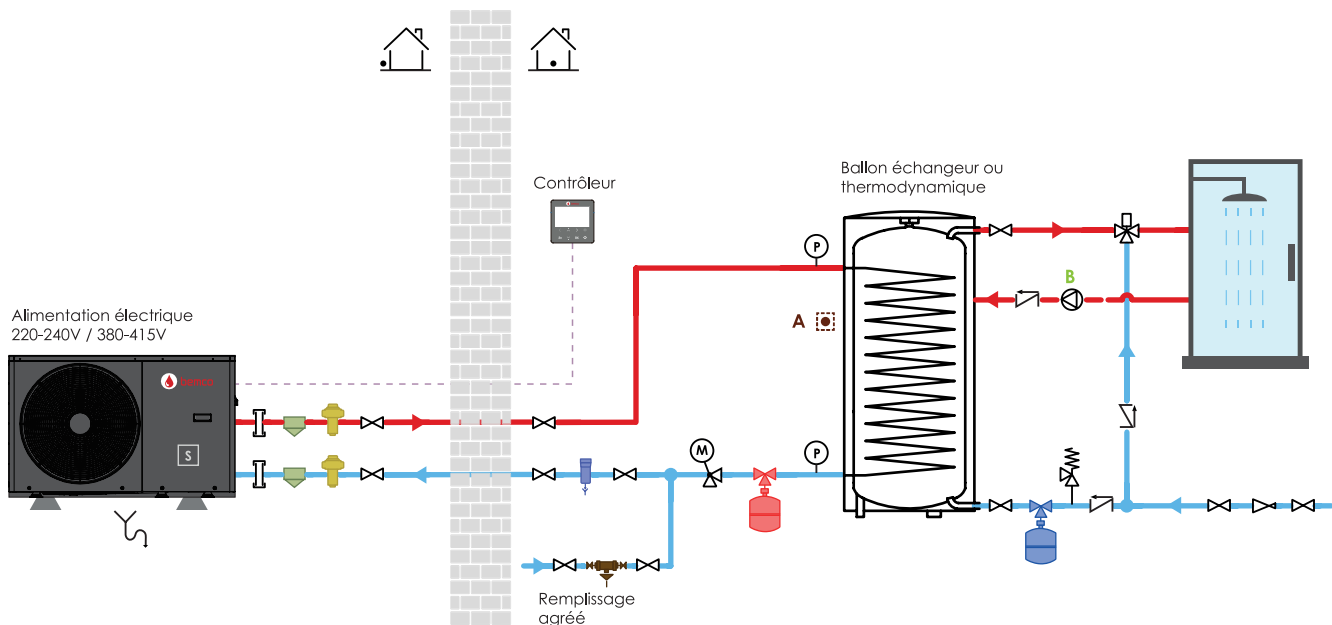 Contrôleur
Ballon échangeur ou
thermodynamique
P
B
A
Alimentation électrique
220-240V / 380-415V
S
M
P
Remplissage
agréé